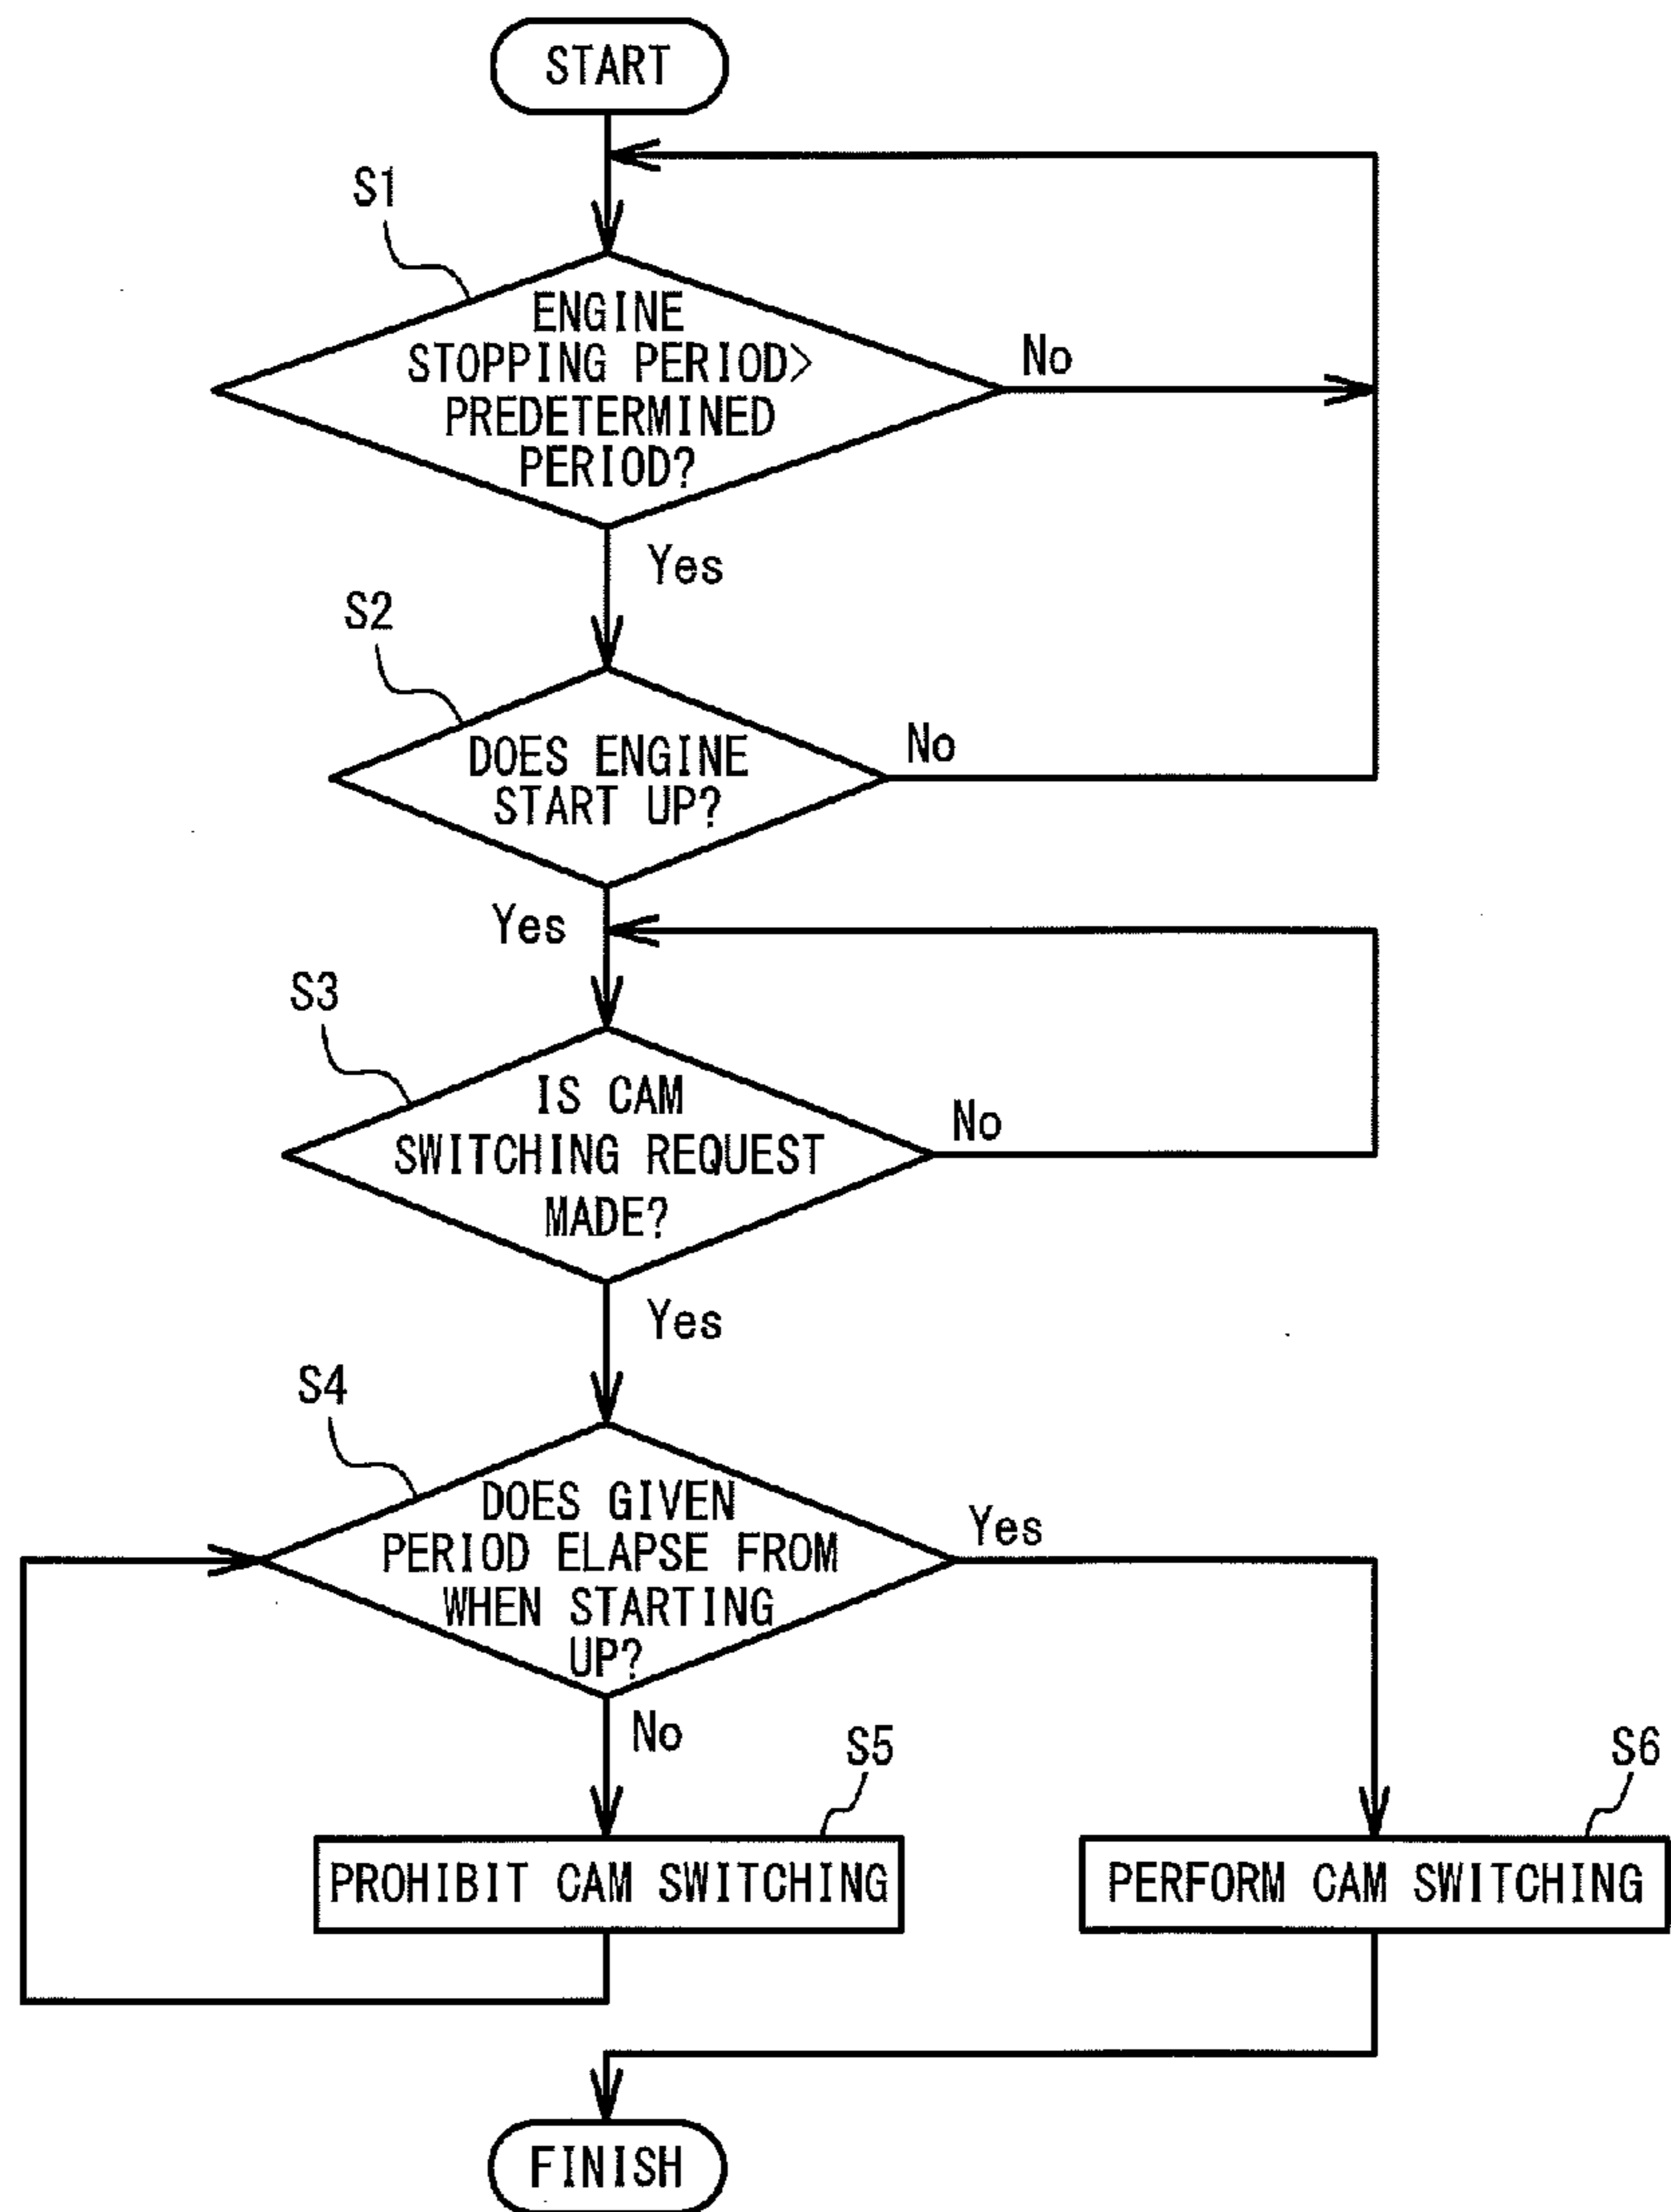 START
S1
ENGINE
STOPPING PERIOD>
PREDETERMINED
PERIOD?
No
Yes
S2
DOES ENGINE
START UP?
No
Yes
S3
IS CAM
SWITCHING REQUEST
MADE?
No
Yes
S4
DOES GIVEN
PERIOD ELAPSE FROM
WHEN STARTING
UP?
Yes
No
S5
S6
PROHIBIT CAM SWITCHING
PERFORM CAM SWITCHING
FINISH